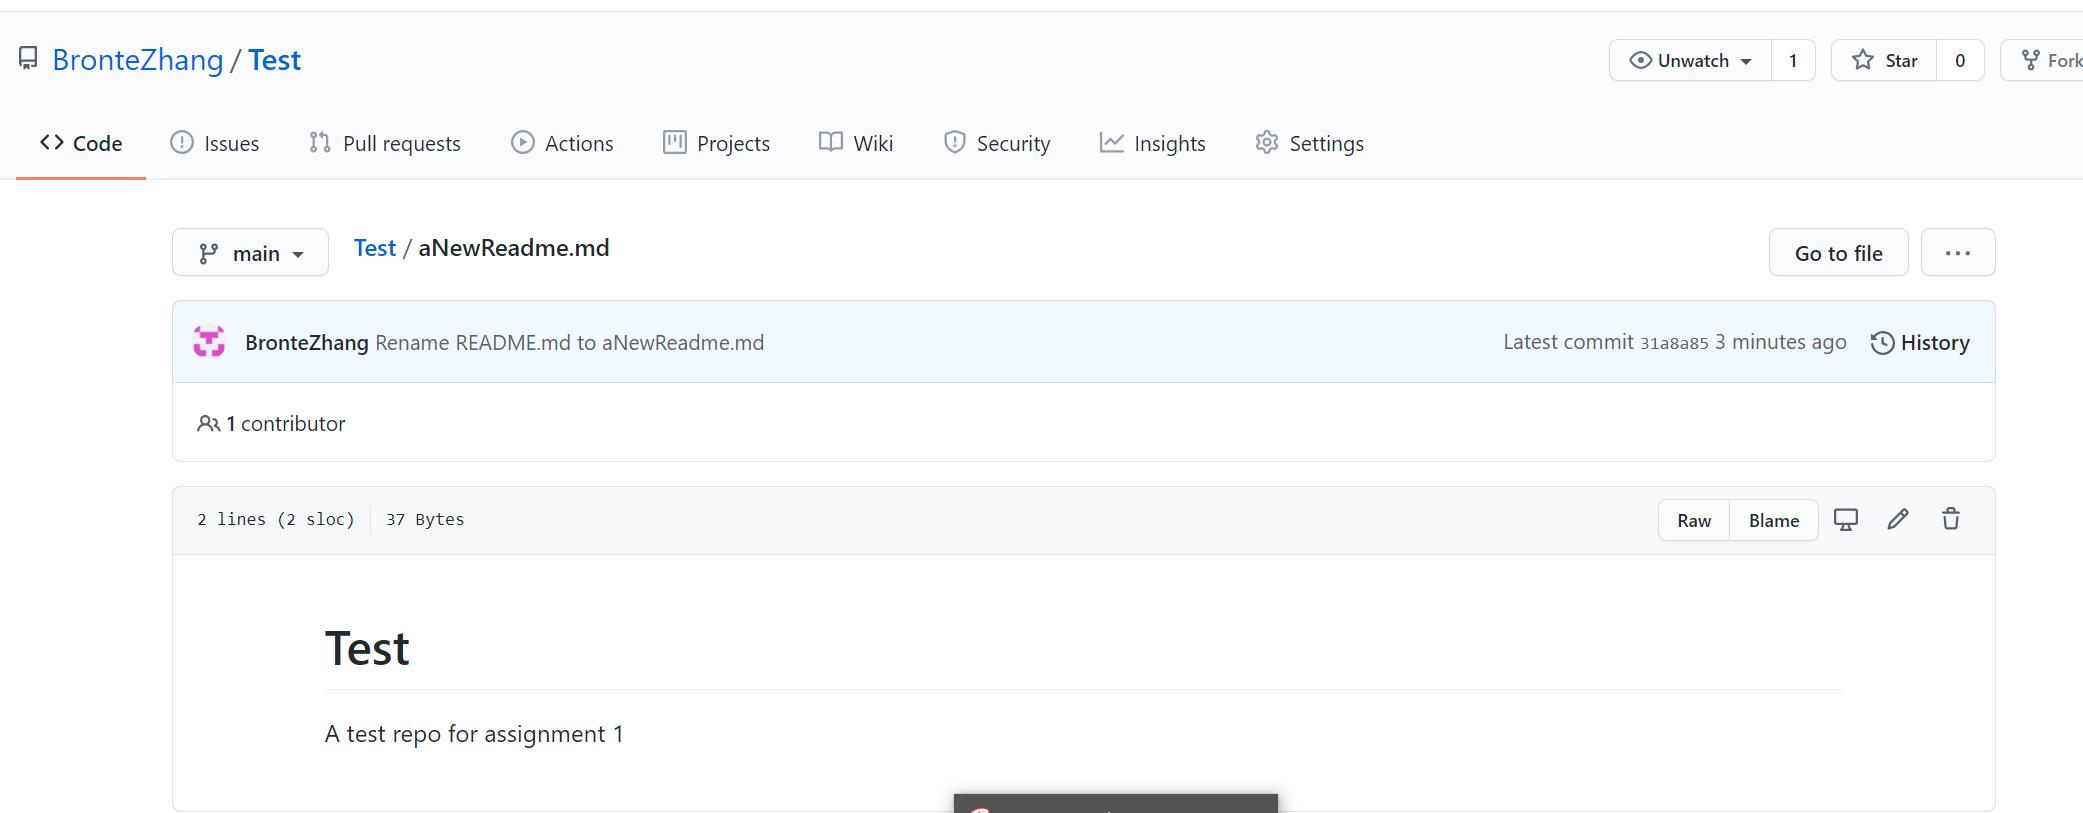 BronteZhang / Test
Unwatch 1 Star 0 Fork
Code Issues Pull requests Actions Projects Wiki Security Insights Settings
main Test / aNewReadme.md Go to file ...
BronteZhang Rename README.md to aNewReadme.md Latest commit 31a8a85 3 minutes ago History
1 contributor
2 lines (2 sloc) 37 Bytes Raw Blame
Test
A test repo for assignment 1